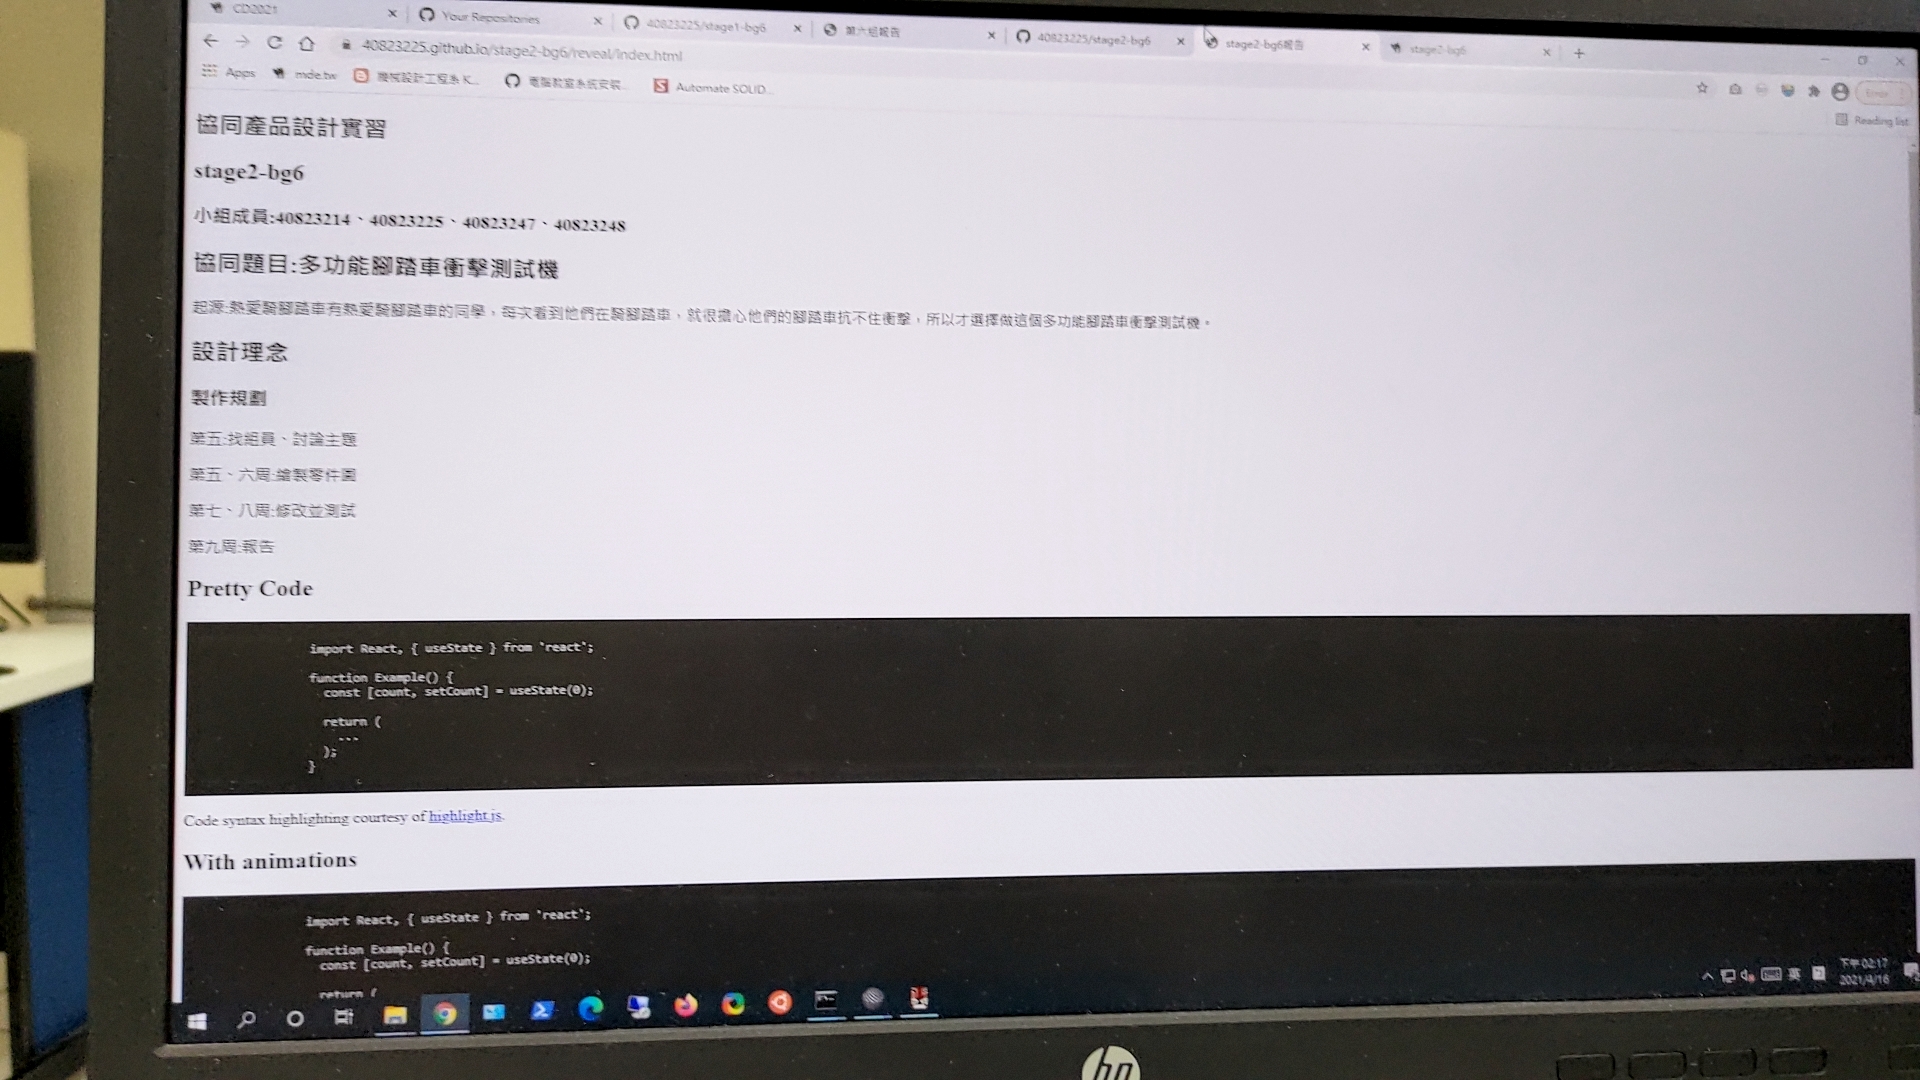 CD2021
Your Repositories
40823225/stage1-bg6
第六組報告
40823225/stage2-bg6
stage2-bg6報告
stage2-bg6
40823225.github.io/stage2-bg6/reveal/index.html
Error
Apps
mde.tw
機械設計工程系 K...
電腦教室系統安裝...
Automate SOLID...
Reading list
協同產品設計實習
stage2-bg6
小組成員:40823214、40823225、40823247、40823248
協同題目:多功能腳踏車衝擊測試機
起源:熱愛騎腳踏車有熱愛騎腳踏車的同學，每次看到他們在騎腳踏車，就很擔心他們的腳踏車抗不住衝擊，所以才選擇做這個多功能腳踏車衝擊測試機。
設計理念
製作規劃
第五:找組員、討論主題
第五、六周:繪製零件圖
第七、八周:修改並測試
第九周:報告
Pretty Code
import React, { useState } from 'react';
function Example() {
const [count, setCount] = useState(0);
return (
...
);
}
Code syntax highlighting courtesy of highlight.js.
With animations
import React, { useState } from 'react';
function Example() {
const [count, setCount] = useState(0);
return (
英
下午 02:17
2021/4/16
hp